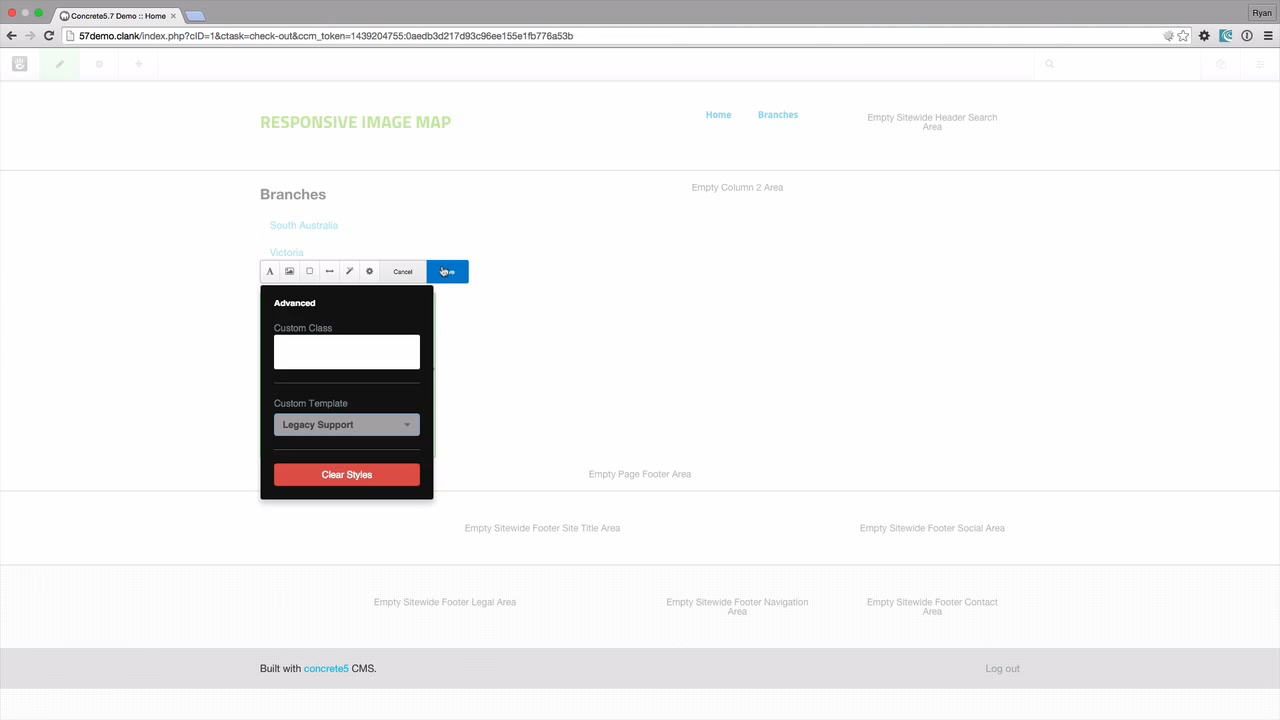 Concrete5.7 Demo :: Home
Ryan
57demo.clank/index.php?cID=1&ctask=check-out&ccm_token=1439204755:0aedb3d217d93c96ee155e1fb776a53b
RESPONSIVE IMAGE MAP
Home
Branches
Empty Sitewide Header Search
Area
Branches
Empty Column 2 Area
South Australia
Victoria
Cancel
Advanced
Custom Class
Custom Template
Legacy Support
Clear Styles
Empty Page Footer Area
Empty Sitewide Footer Site Title Area
Empty Sitewide Footer Social Area
Empty Sitewide Footer Legal Area
Empty Sitewide Footer Navigation
Area
Empty Sitewide Footer Contact
Area
Built with concrete5 CMS.
Log out